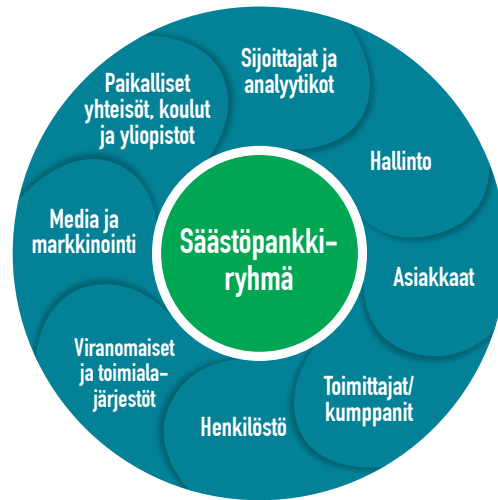 Sijoittajat ja
analyytikot
Hallinto
Asiakkaat
Toimittajat/
kumppanit
Henkilöstö
Viranomaiset
ja toimiala-
järjestöt
Media ja
markkinointi
Paikalliset
yhteisöt, koulut
ja yliopistot
Säästöpankki-
ryhmä